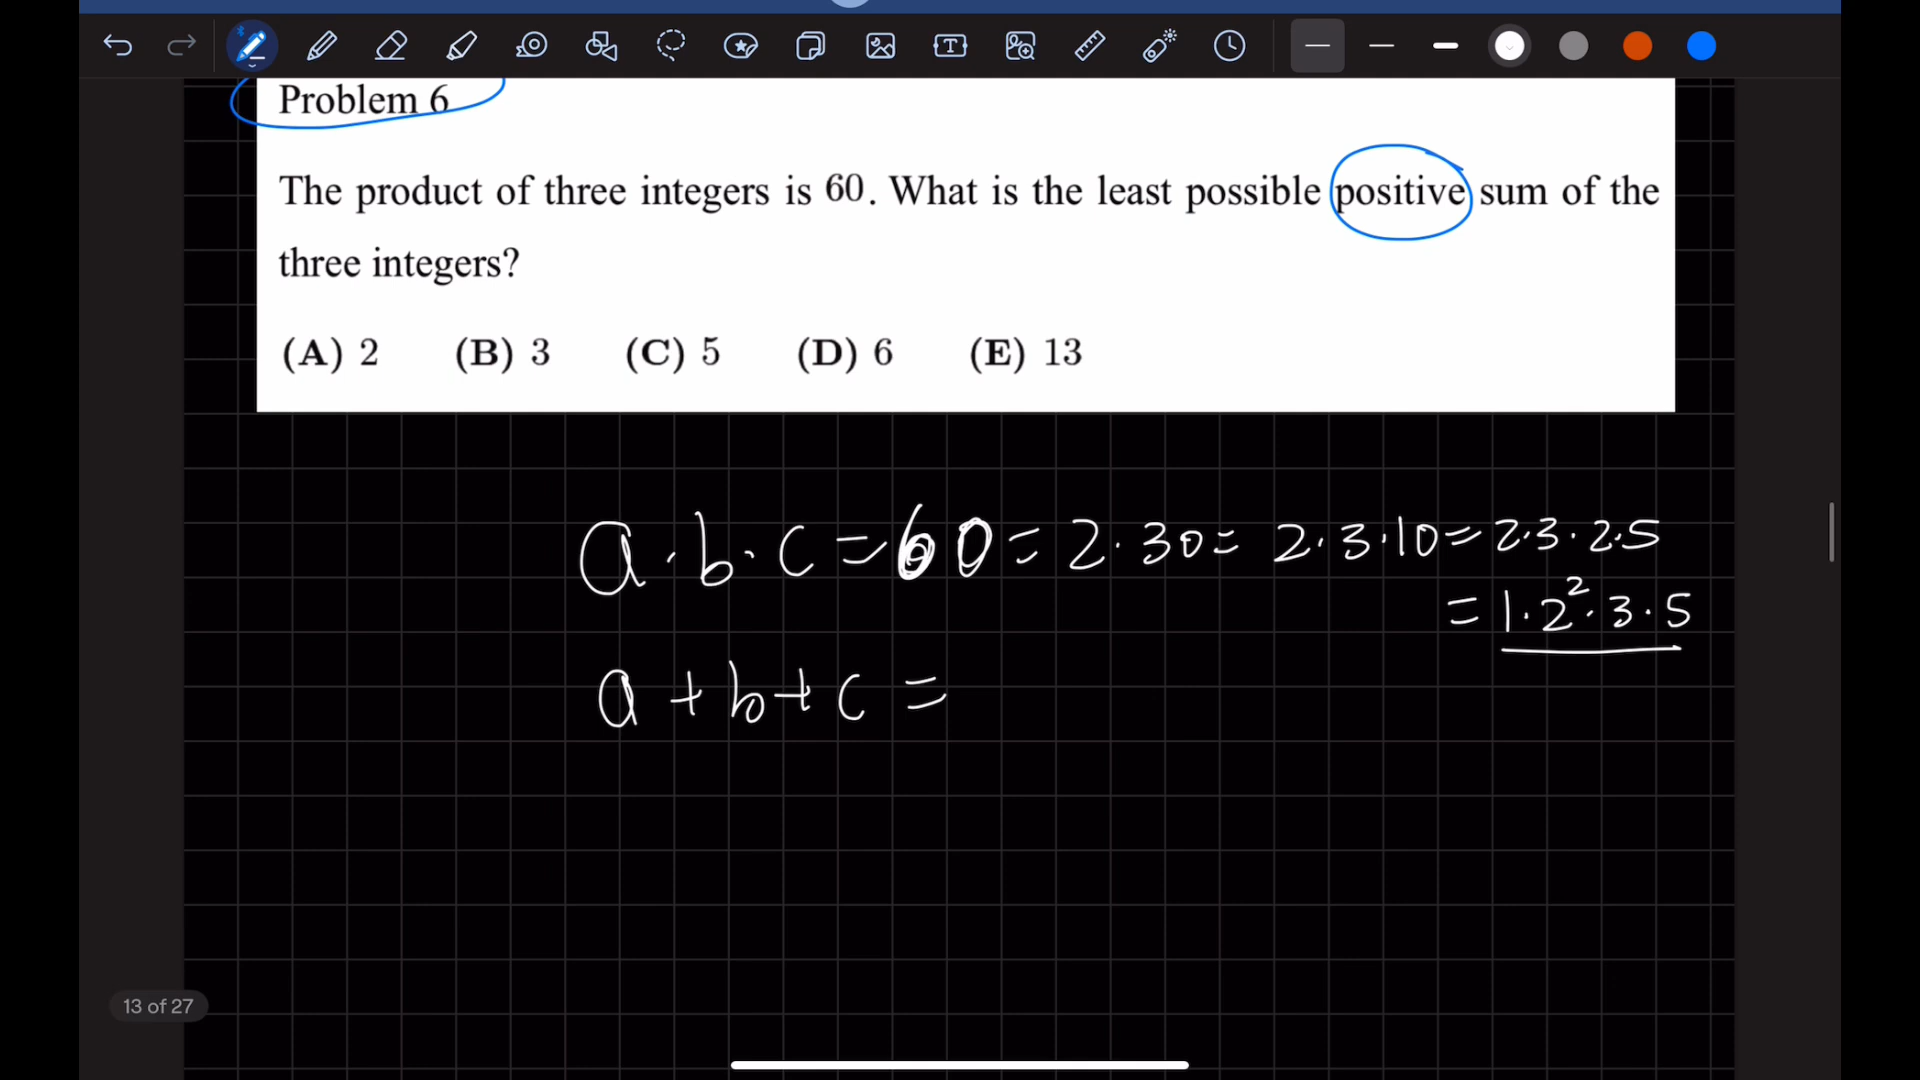 Problem 6
The product of three integers is 60. What is the least possible positive sum of the
three integers?
(A) 2 (B) 3 (C) 5 (D) 6 (E) 13
a · b · c = 60 = 2 · 30 = 2 · 3 · 10 = 2 · 3 · 2 · 5
= 1 · 2² · 3 · 5
a + b + c =
13 of 27